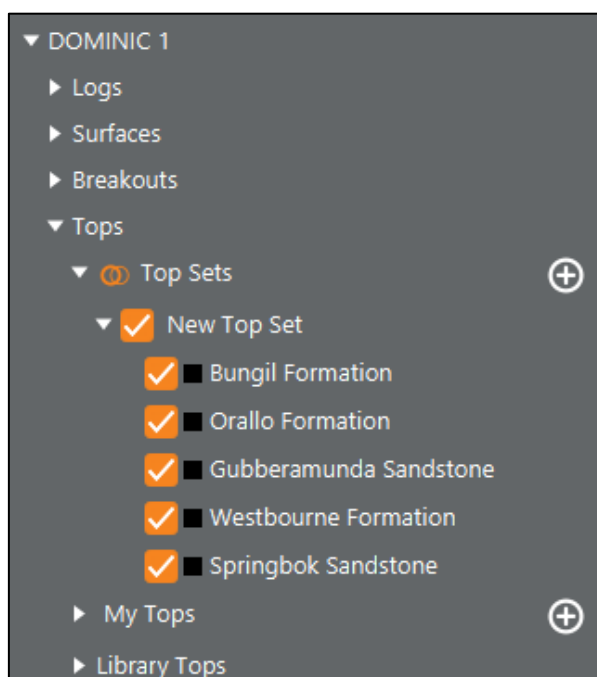 DOMINIC 1
Logs
Surfaces
Breakouts
Tops
Top Sets
New Top Set
Bungil Formation
Orallo Formation
Gubberamunda Sandstone
Westbourne Formation
Springbok Sandstone
My Tops
Library Tops